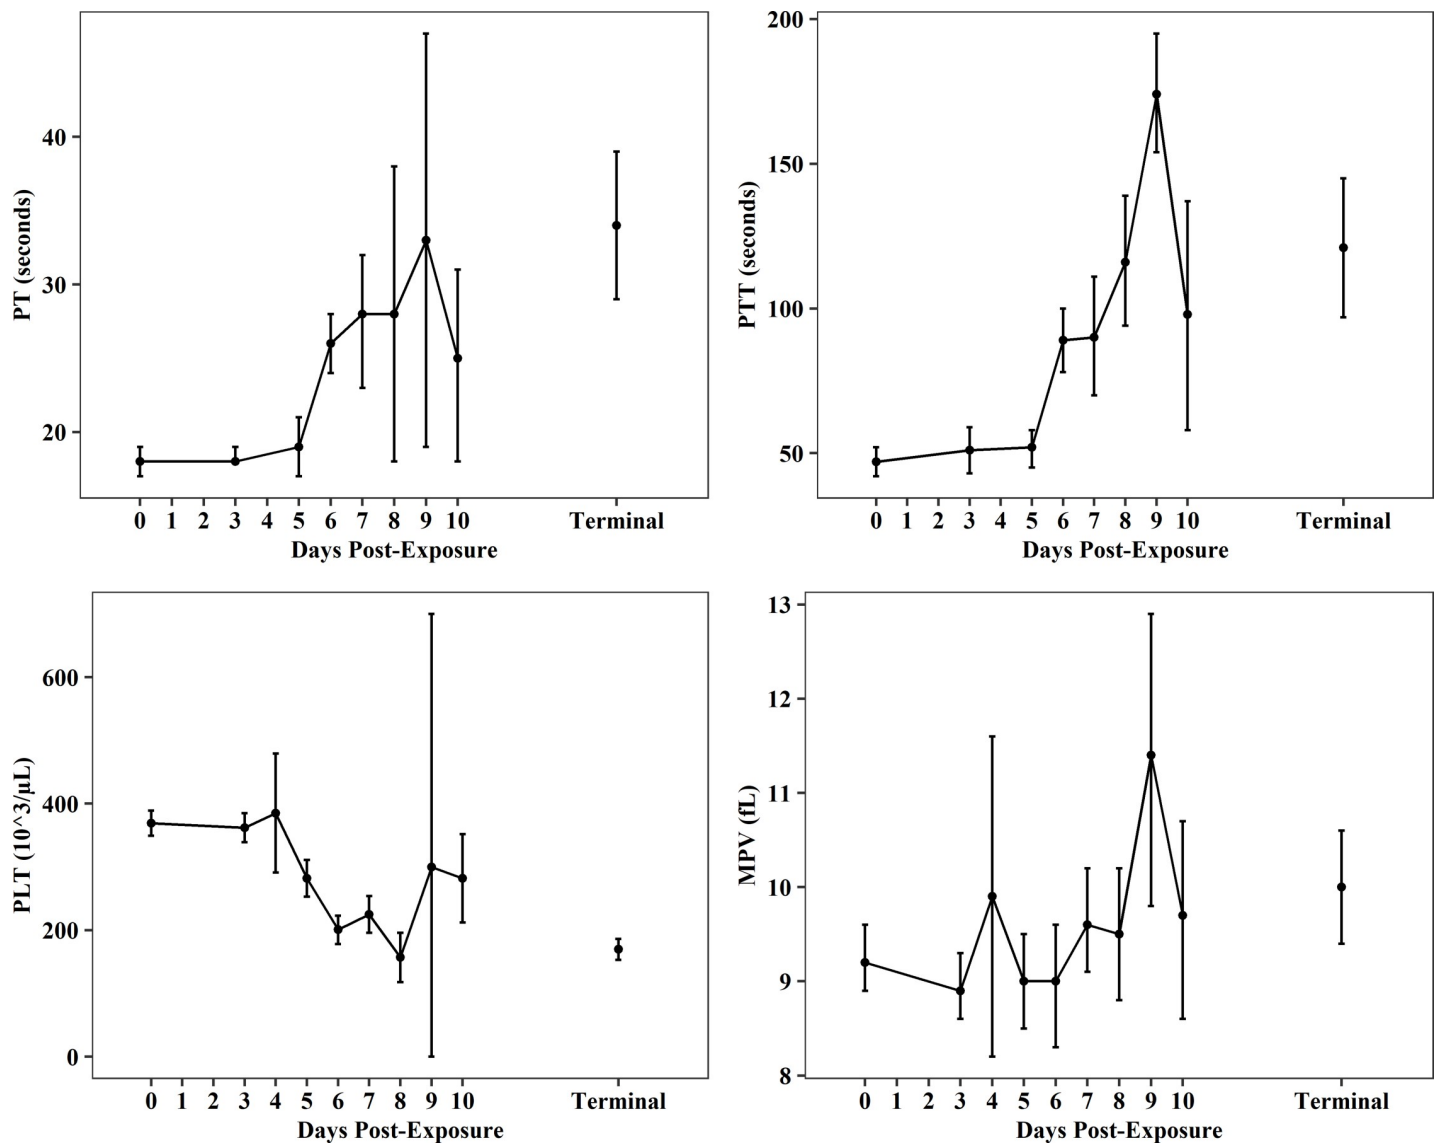 PT (seconds)
40
30
20
0 1 2 3 4 5 6 7 8 9 10 Terminal
Days Post-Exposure
PTT (seconds)
200
150
100
50
0 1 2 3 4 5 6 7 8 9 10 Terminal
Days Post-Exposure
PLT (10^3/µL)
600
400
200
0
0 1 2 3 4 5 6 7 8 9 10 Terminal
Days Post-Exposure
MPV (fL)
13
12
11
10
9
8
0 1 2 3 4 5 6 7 8 9 10 Terminal
Days Post-Exposure